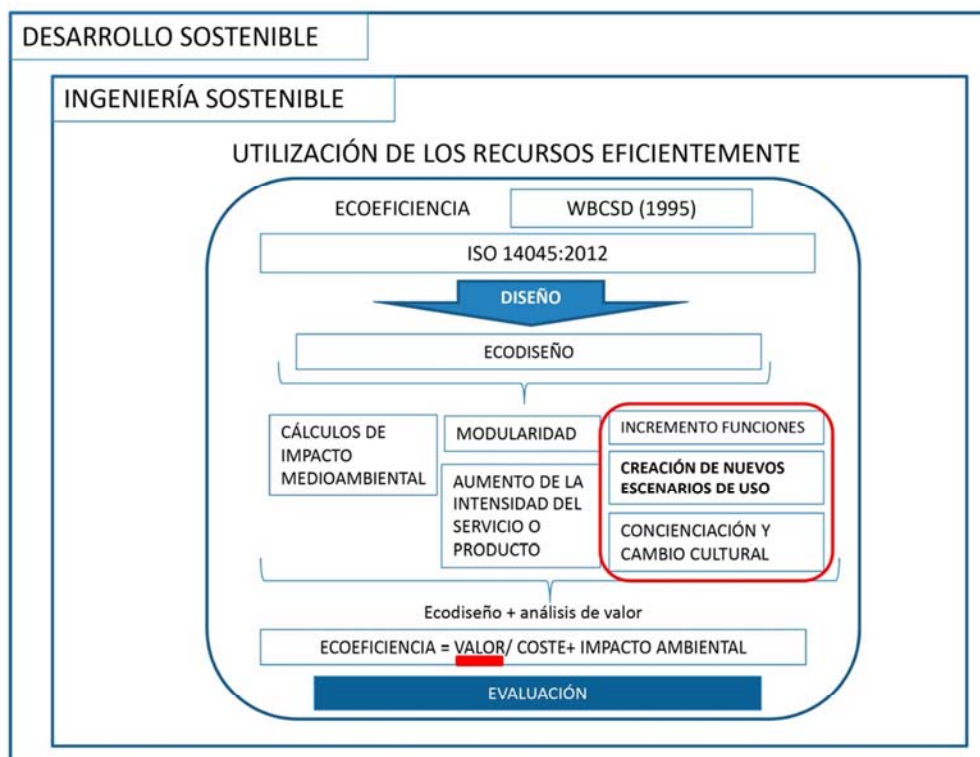 DESARROLLO SOSTENIBLE
INGENIERÍA SOSTENIBLE
UTILIZACIÓN DE LOS RECURSOS EFICIENTEMENTE
ECOEFICIENCIA
WBCSD (1995)
ISO 14045:2012
DISEÑO
ECODISEÑO
CÁLCULOS DE
IMPACTO
MEDIOAMBIENTAL
MODULARIDAD
AUMENTO DE LA
INTENSIDAD DEL
SERVICIO O
PRODUCTO
INCREMENTO FUNCIONES
CREACIÓN DE NUEVOS
ESCENARIOS DE USO
CONCIENCIACIÓN Y
CAMBIO CULTURAL
Ecodiseño + análisis de valor
ECOEFICIENCIA = VALOR/ COSTE+ IMPACTO AMBIENTAL
EVALUACIÓN